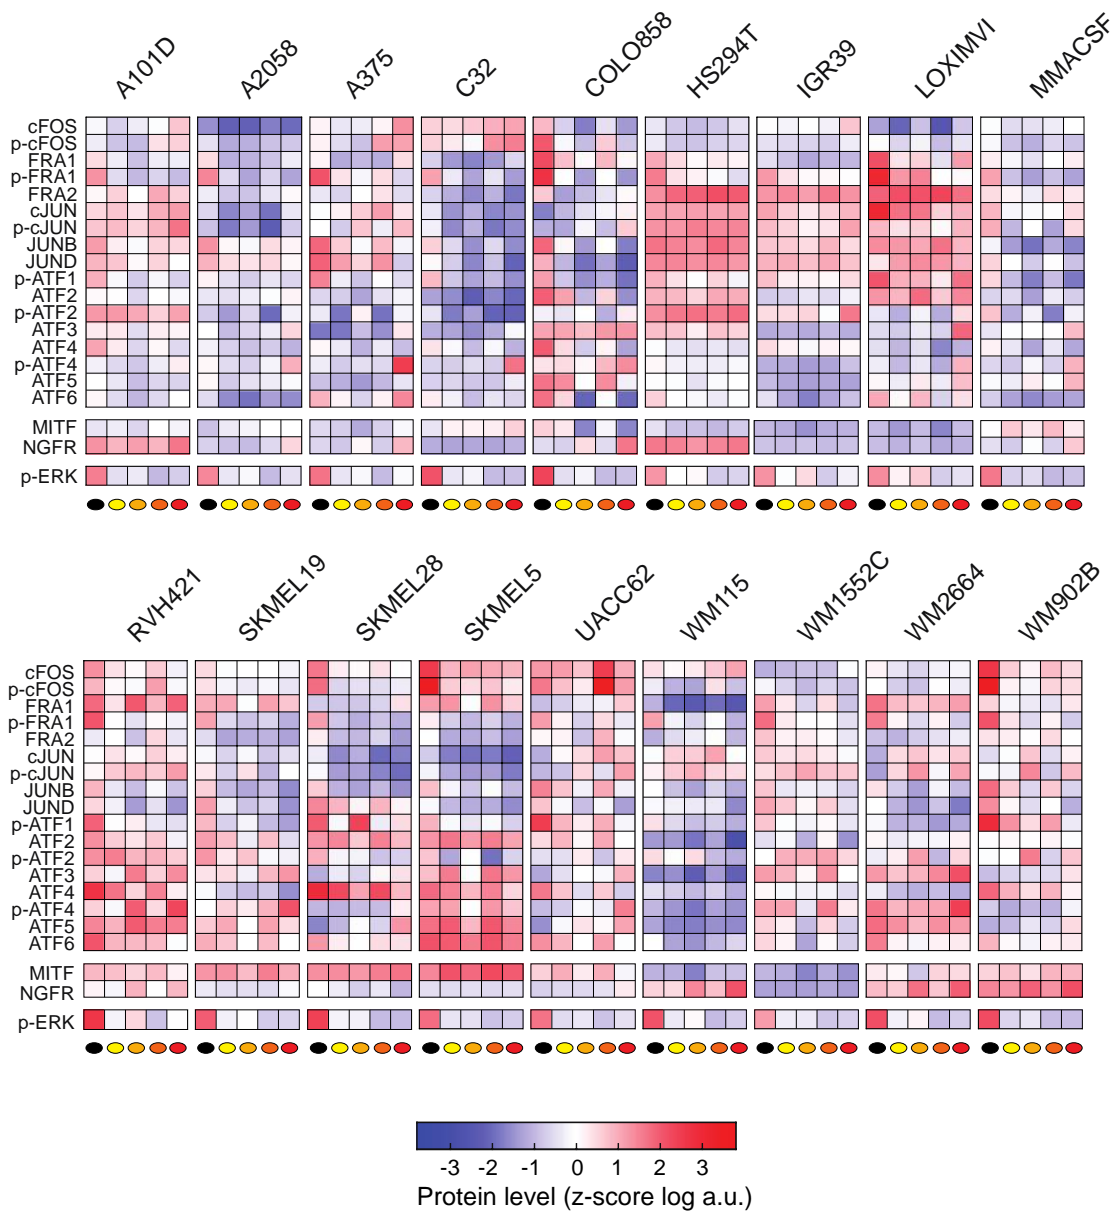 A101D
A2058
A375
C32
COLO858
HS294T
IGR39
LOXIMVI
MMACSF
cFOS
p-cFOS
FRA1
p-FRA1
FRA2
cJUN
p-cJUN
JUNB
JUND
p-ATF1
ATF2
p-ATF2
ATF3
ATF4
p-ATF4
ATF5
ATF6
MITF
NGFR
p-ERK
RVH421
SKMEL19
SKMEL28
SKMEL5
UACC62
WM115
WM1552C
WM2664
WM902B
cFOS
p-cFOS
FRA1
p-FRA1
FRA2
cJUN
p-cJUN
JUNB
JUND
p-ATF1
ATF2
p-ATF2
ATF3
ATF4
p-ATF4
ATF5
ATF6
MITF
NGFR
p-ERK
-3 -2 -1 0 1 2 3
Protein level (z-score log a.u.)